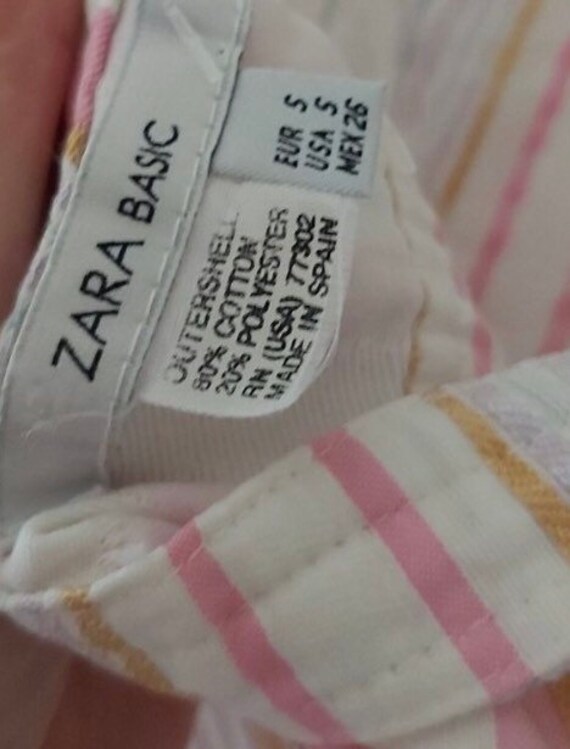 ZARA BASIC
EUR S
USA S
MEX 26
OUTERSHELL
80% COTTON
20% POLYESTER
RN (USA) 77302
MADE IN SPAIN